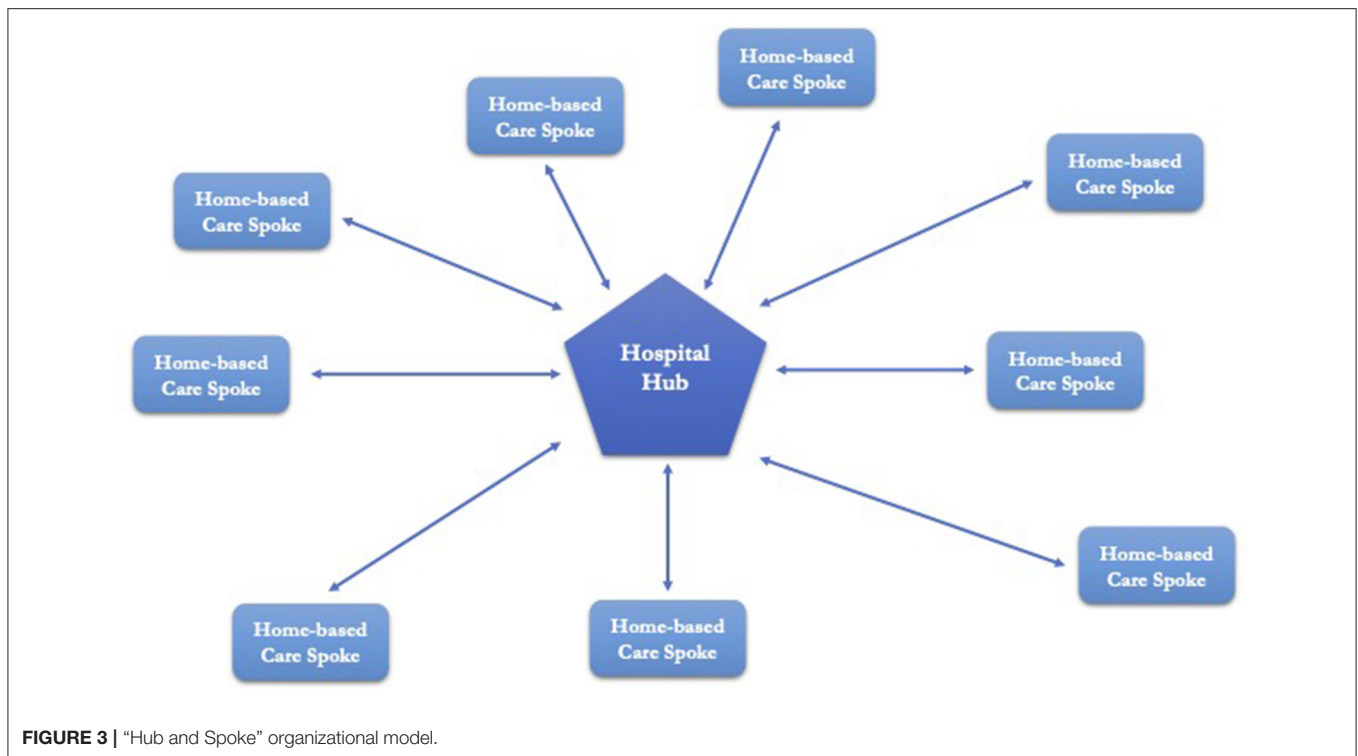 Home-based
Care Spoke
Home-based
Care Spoke
Home-based
Care Spoke
Home-based
Care Spoke
Hospital
Hub
Home-based
Care Spoke
Home-based
Care Spoke
Home-based
Care Spoke
Home-based
Care Spoke
Home-based
Care Spoke
FIGURE 3 | "Hub and Spoke" organizational model.